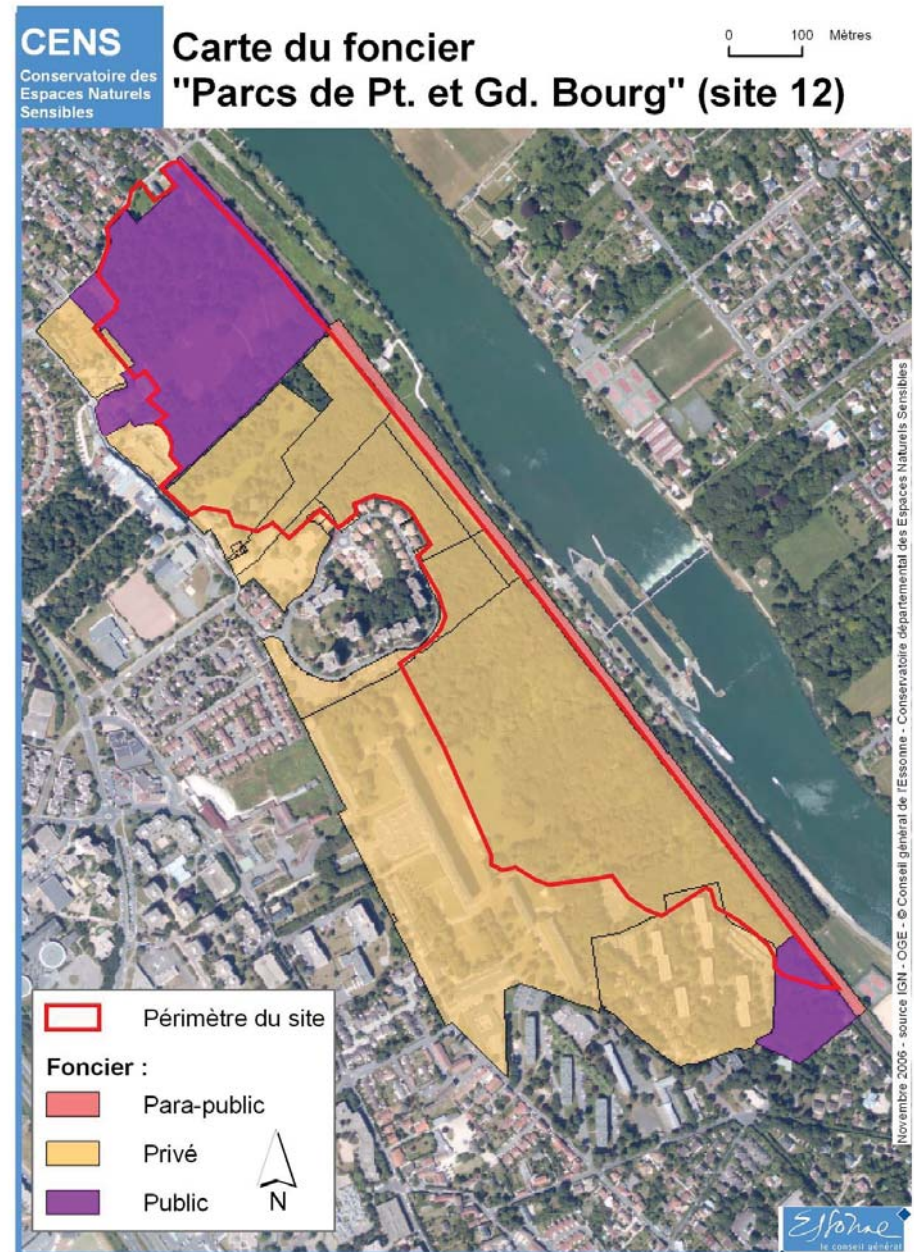 CENS
Conservatoire des
Espaces Naturels
Sensibles
Carte du foncier
"Parcs de Pt. et Gd. Bourg" (site 12)
0 100 Mètres
Novembre 2006 - source IGN - OGE - © Conseil général de l'Essonne - Conservatoire départemental des Espaces Naturels Sensibles
Périmètre du site
Foncier :
Para-public
Privé
Public
N
Essonne
le conseil général